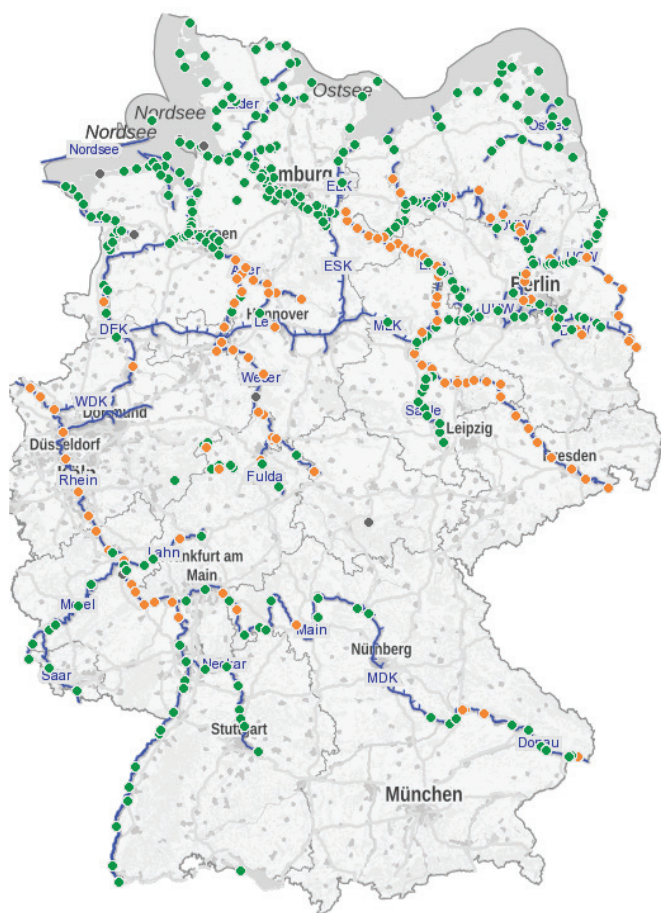 Ostsee
Nordsee
Eider
Nordsee
Nordsee
Ostsee
mburg
ELK
ESK
Aller
Berlin
Hannover
UHW
MLK
Le
DEK
Weser
WDK
Dortmund
Saale
Leipzig
Düsseldorf
Dresden
Rhein
Fulda
Lahn
nkfurt am
Main
Mosel
Main
Nürnberg
Saar
Neckar
MDK
Stuttgart
Donau
München